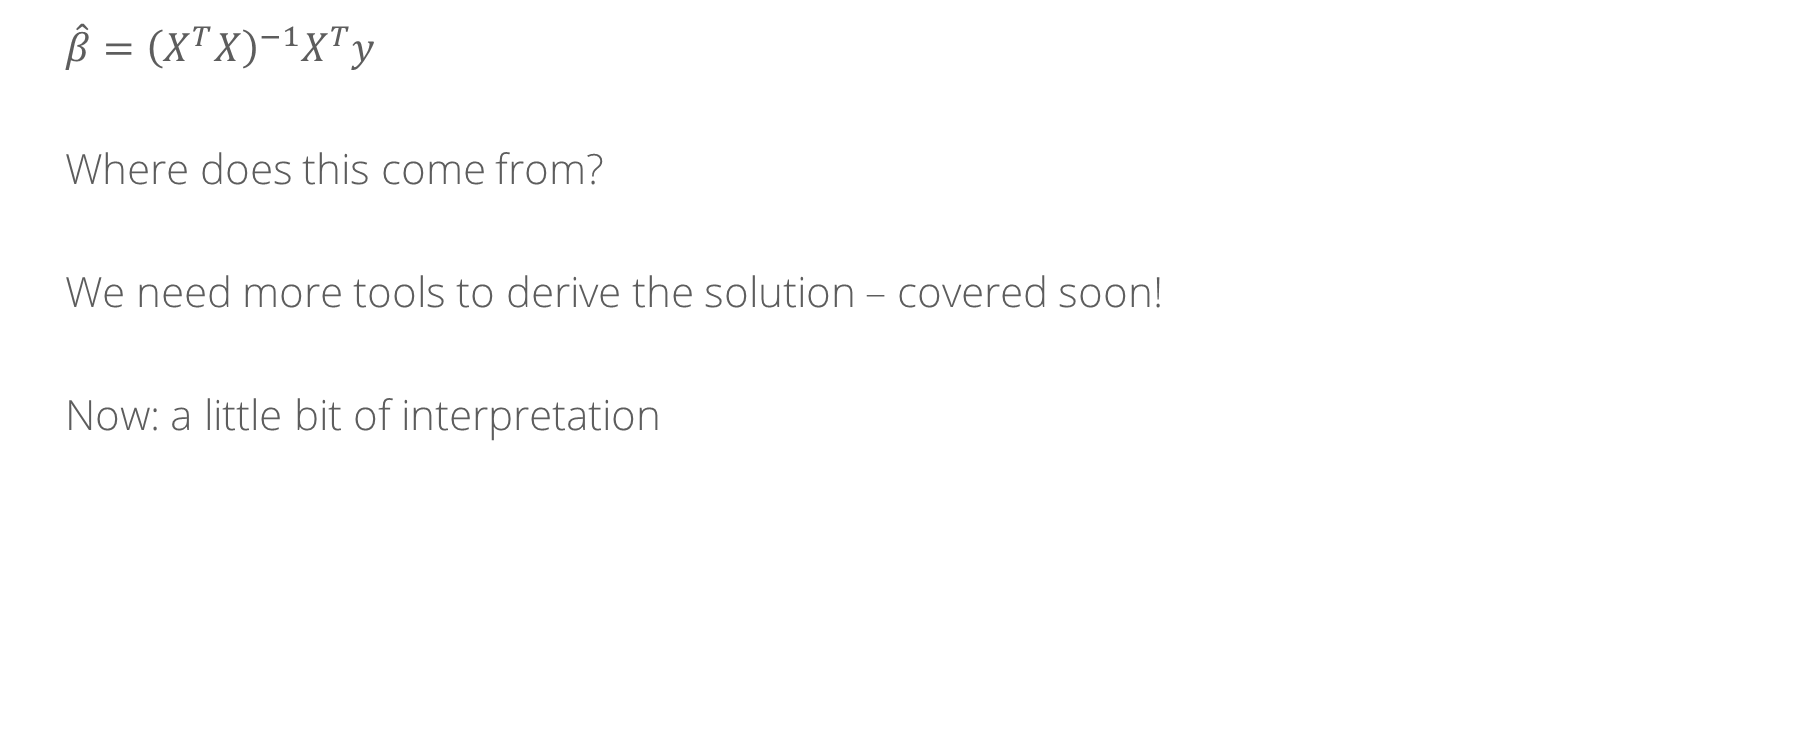 β̂ = (XᵀX)⁻¹Xᵀy
Where does this come from?
We need more tools to derive the solution – covered soon!
Now: a little bit of interpretation